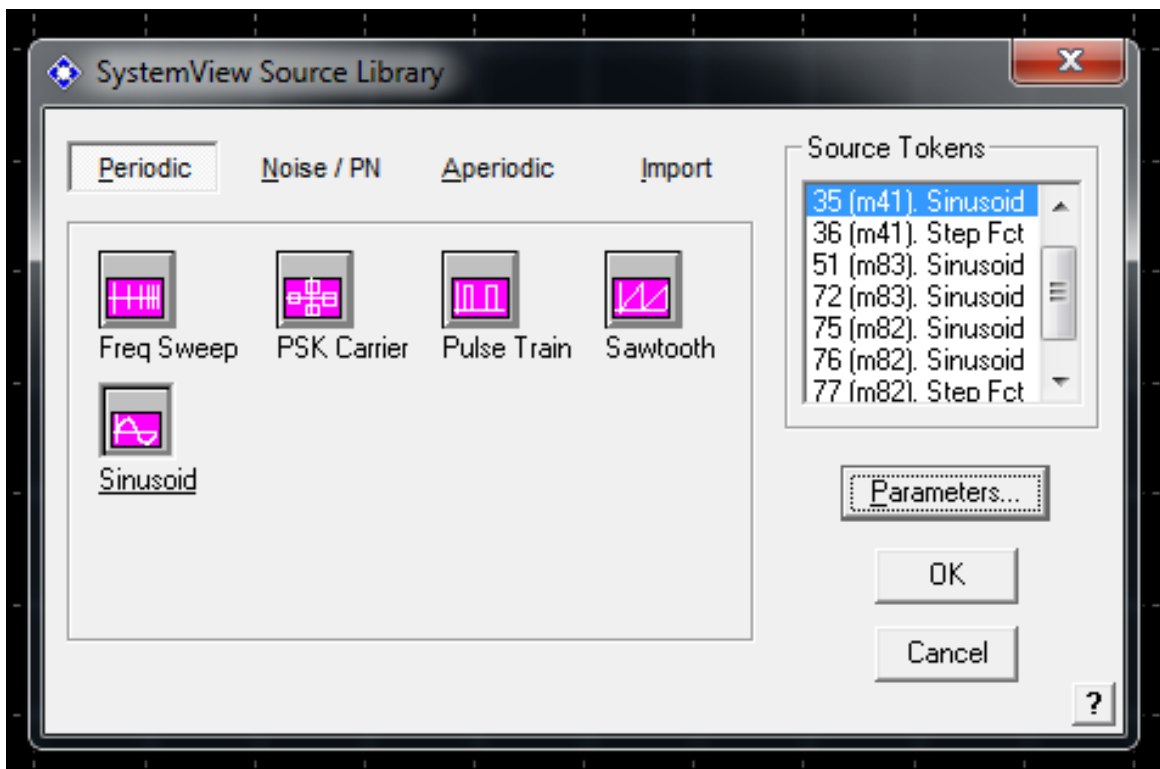 SystemView Source Library
x
Periodic Noise / PN Aperiodic Import
Freq Sweep PSK Carrier Pulse Train Sawtooth
Sinusoid
Source Tokens
35 (m41). Sinusoid
36 (m41). Step Fct
51 (m83). Sinusoid
72 (m83). Sinusoid
75 (m82). Sinusoid
76 (m82). Sinusoid
77 (m82). Step Fct
Parameters...
OK
Cancel
?